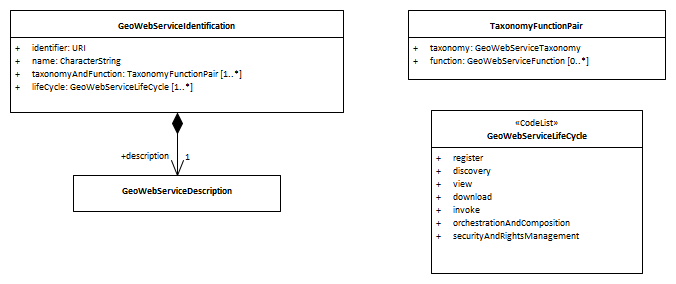 GeoWebServiceIdentification
+ identifier: URI
+ name: CharacterString
+ taxonomyAndFunction: TaxonomyFunctionPair [1..*]
+ lifeCycle: GeoWebServiceLifeCycle [1..*]
+description 1
GeoWebServiceDescription
TaxonomyFunctionPair
+ taxonomy: GeoWebServiceTaxonomy
+ function: GeoWebServiceFunction [0..*]
«CodeList»
GeoWebServiceLifeCycle
+ register
+ discovery
+ view
+ download
+ invoke
+ orchestrationAndComposition
+ securityAndRightsManagement